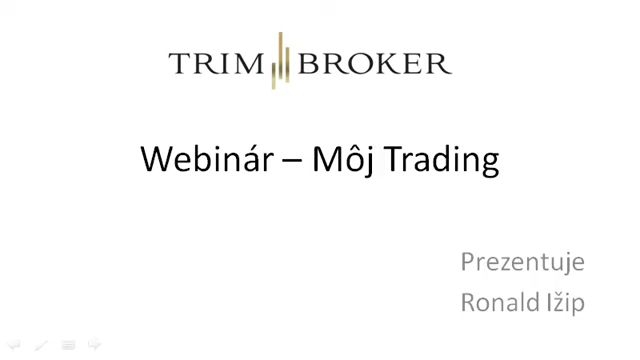 TRIM BROKER
Webinár – Môj Trading
Prezentuje
Ronald Ižip